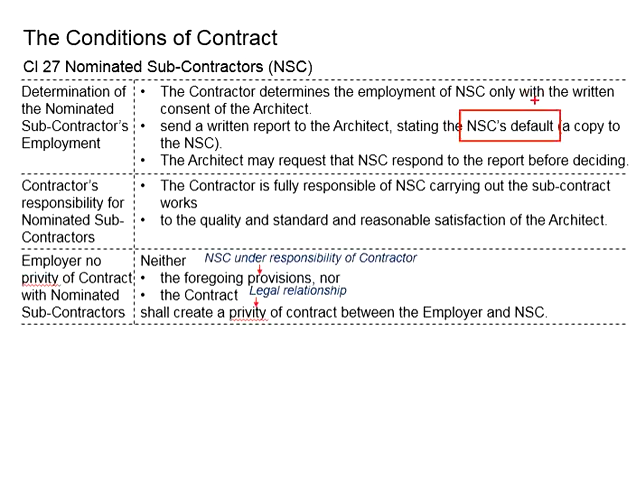 The Conditions of Contract
Cl 27 Nominated Sub-Contractors (NSC)
Determination of the Nominated Sub-Contractor's Employment
• The Contractor determines the employment of NSC only with the written consent of the Architect.
• send a written report to the Architect, stating the NSC's default (a copy to the NSC).
• The Architect may request that NSC respond to the report before deciding.
Contractor's responsibility for Nominated Sub-Contractors
• The Contractor is fully responsible of NSC carrying out the sub-contract works
• to the quality and standard and reasonable satisfaction of the Architect.
Employer no privity of Contract with Nominated Sub-Contractors
Neither
NSC under responsibility of Contractor
• the foregoing provisions, nor
Legal relationship
• the Contract
shall create a privity of contract between the Employer and NSC.